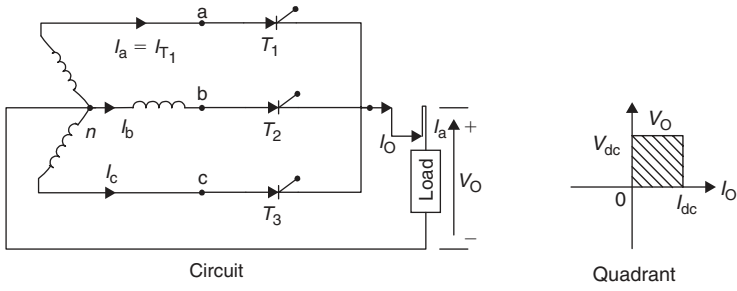 a
I_a = I_T1
T_1
b
n
I_b
T_2
I_O
I_a
+
Load
V_O
−
I_c
c
T_3
Circuit
V_O
V_dc
0
I_dc
I_O
Quadrant